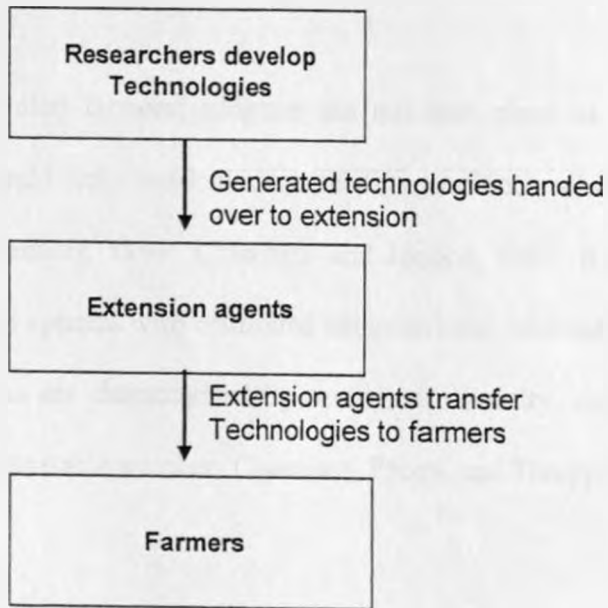 Researchers develop
Technologies
Generated technologies handed
over to extension
Extension agents
Extension agents transfer
Technologies to farmers
Farmers